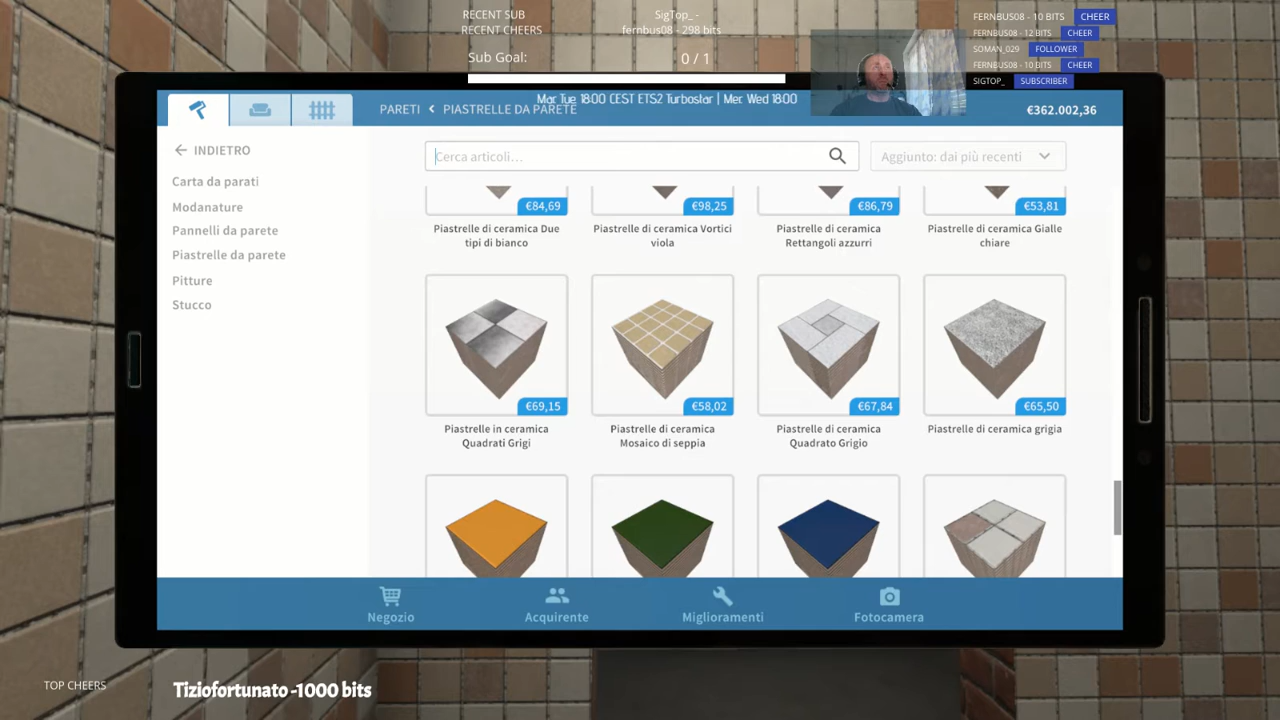 RECENT SUB
SigTop_ -
RECENT CHEERS
fernbus08 - 298 bits
Sub Goal:
0 / 1
FERNBUS08 - 10 BITS CHEER
FERNBUS08 - 12 BITS CHEER
SOMAN_029 FOLLOWER
FERNBUS08 - 10 BITS CHEER
SIGTOP_ SUBSCRIBER
Mar Tue 18:00 CEST ETS2 Turbostar | Mer Wed 18:00
PARETI < PIASTRELLE DA PARETE
€362.002,36
INDIETRO
Carta da parati
Modanature
Pannelli da parete
Piastrelle da parete
Pitture
Stucco
Cerca articoli...
Aggiunto: dai più recenti
€84,69
€98,25
€86,79
€53,81
Piastrelle di ceramica Due
tipi di bianco
Piastrelle di ceramica Vortici
viola
Piastrelle di ceramica
Rettangoli azzurri
Piastrelle di ceramica Gialle
chiare
€69,15
€58,02
€67,84
€65,50
Piastrelle in ceramica
Quadrati Grigi
Piastrelle di ceramica
Mosaico di seppia
Piastrelle di ceramica
Quadrato Grigio
Piastrelle di ceramica grigia
Negozio
Acquirente
Miglioramenti
Fotocamera
TOP CHEERS
Tiziofortunato -1000 bits